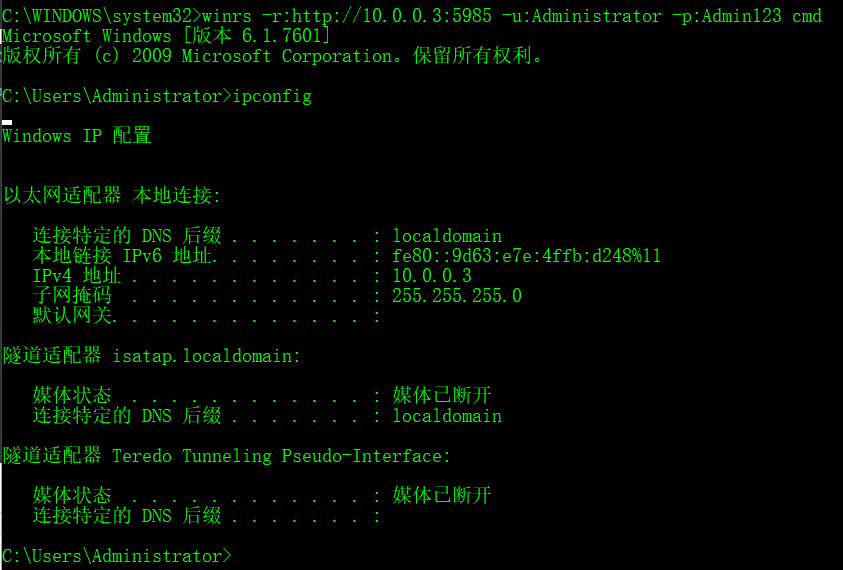 C:\WINDOWS\system32>winrs -r:http://10.0.0.3:5985 -u:Administrator -p:Admin123 cmd
Microsoft Windows [版本 6.1.7601]
版权所有 (c) 2009 Microsoft Corporation。保留所有权利。
C:\Users\Administrator>ipconfig
Windows IP 配置
以太网适配器 本地连接:
连接特定的 DNS 后缀 . . . . . . . : localdomain
本地链接 IPv6 地址. . . . . . . . : fe80::9d63:e7e:4ffb:d248%11
IPv4 地址 . . . . . . . . . . . . : 10.0.0.3
子网掩码  . . . . . . . . . . . . : 255.255.255.0
默认网关. . . . . . . . . . . . . :
隧道适配器 isatap.localdomain:
媒体状态  . . . . . . . . . . . . : 媒体已断开
连接特定的 DNS 后缀 . . . . . . . : localdomain
隧道适配器 Teredo Tunneling Pseudo-Interface:
媒体状态  . . . . . . . . . . . . : 媒体已断开
连接特定的 DNS 后缀 . . . . . . . :
C:\Users\Administrator>